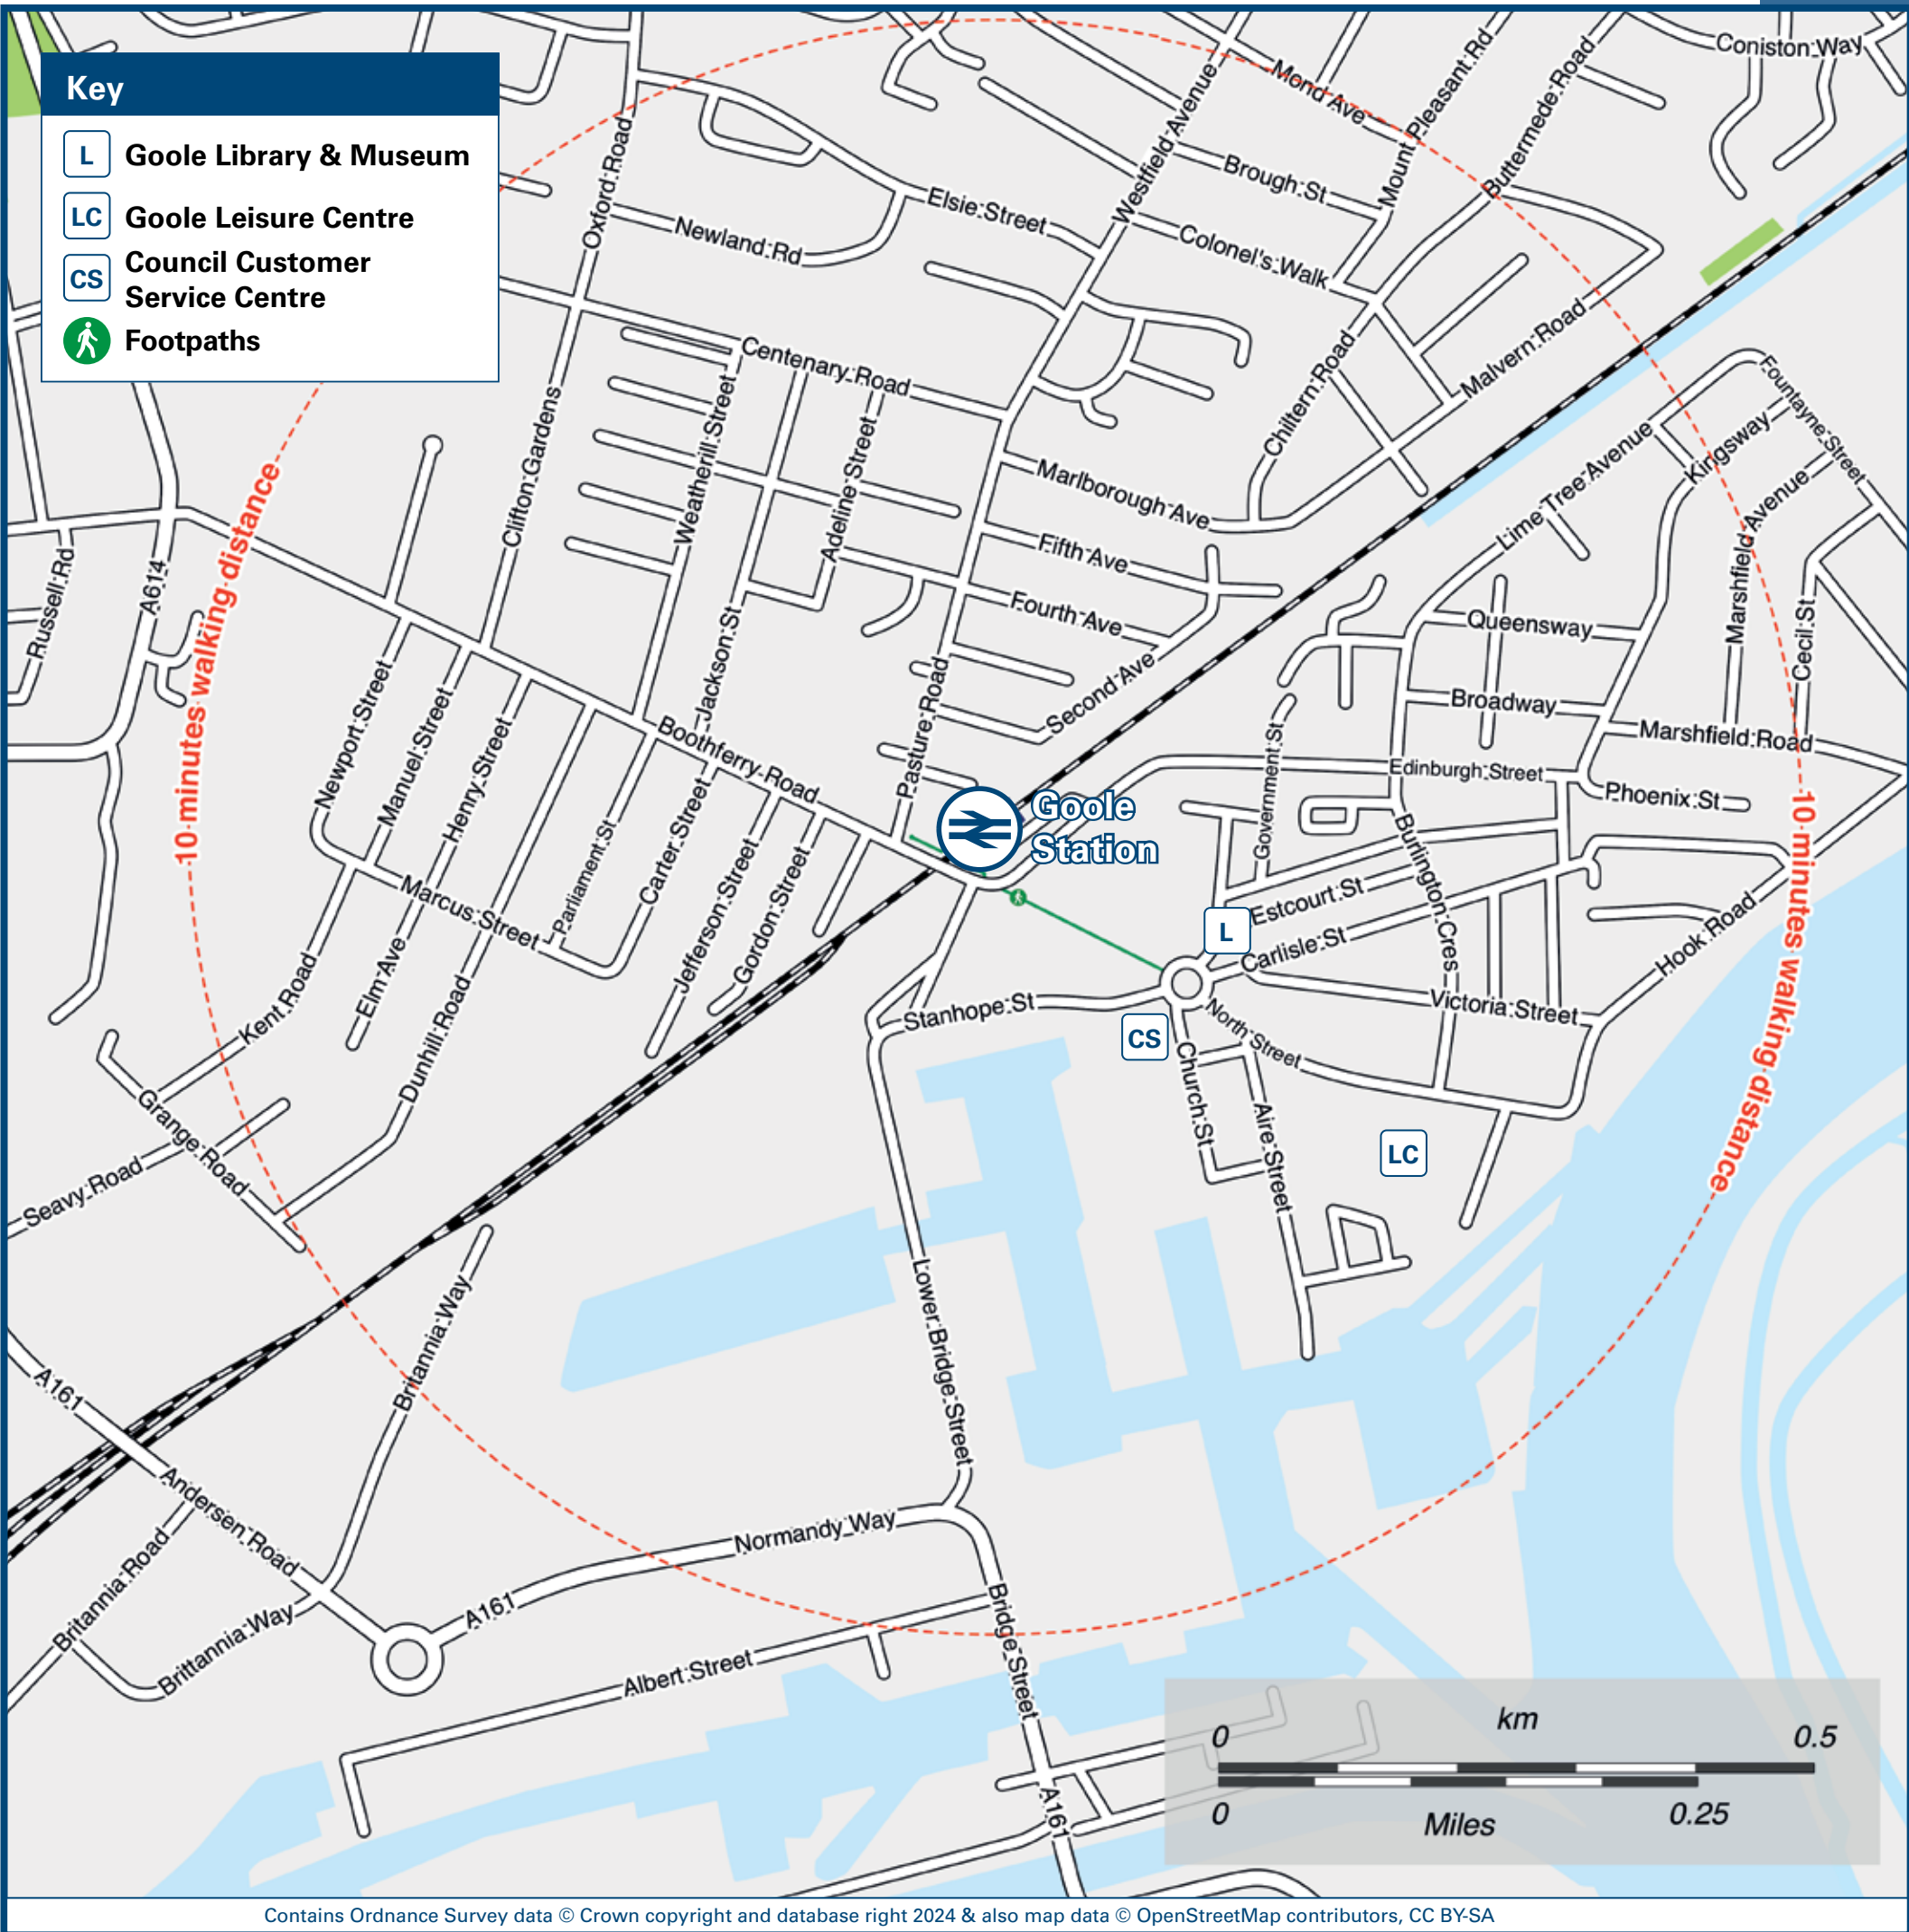 Key
L Goole Library & Museum
LC Goole Leisure Centre
CS Council Customer
Service Centre
Footpaths
Coniston Way
Mond Ave
Mount Pleasant Rd
Buttermede Road
Westfield Avenue
Brough St
Oxford Road
Elsie Street
Newland Rd
Colonel's Walk
Centenary Road
Chiltern Road
Malvern Road
Fountayne Street
Clifton Gardens
Weatherill Street
Adeline Street
Marlborough Ave
Lime Tree Avenue
Kingsway
Marshfield Avenue
10 minutes walking distance
Russell Rd
A614
Fifth Ave
Fourth Ave
Queensway
Cecil St
Jackson St
Second Ave
Pasture Road
Broadway
Marshfield Road
Newport Street
Manuel Street
Henry Street
Boothferry Road
Government St
Edinburgh Street
Phoenix St
Goole
Station
Parliament St
Carter Street
Jefferson Street
Gordon Street
Marcus Street
Burlington Cres
Estcourt St
L
Carlisle St
Hook Road
10 minutes walking distance
Kent Road
Elm Ave
Dunhill Road
Stanhope St
CS
North Street
Victoria Street
Church St
Aire Street
LC
Grange Road
Seavy Road
Britannia Way
Lower Bridge Street
A161
Andersen Road
Normandy Way
Britannia Road
Brittannia Way
A161
Albert Street
Bridge Street
A161
km
0 0.5
0 0.25
Miles
Contains Ordnance Survey data © Crown copyright and database right 2024 & also map data © OpenStreetMap contributors, CC BY-SA